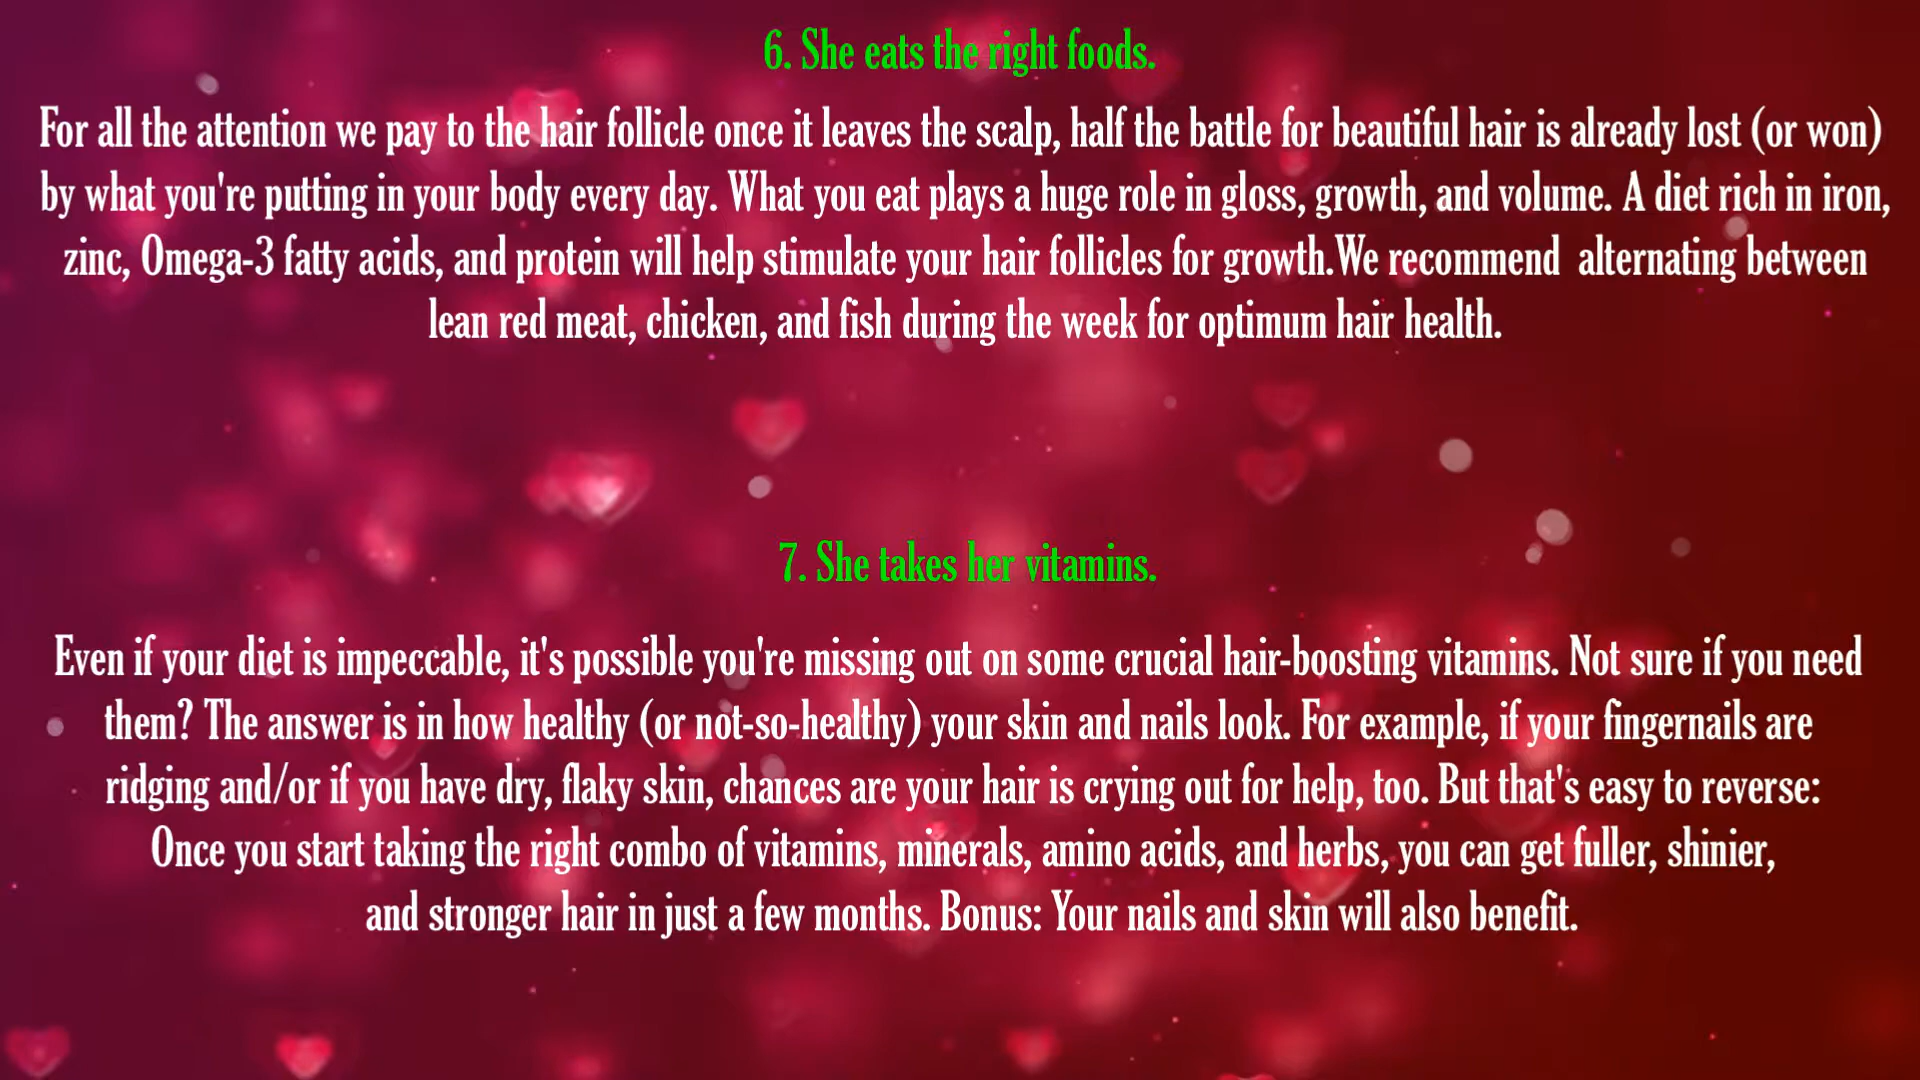 6. She eats the right foods.
For all the attention we pay to the hair follicle once it leaves the scalp, half the battle for beautiful hair is already lost (or won)
by what you're putting in your body every day. What you eat plays a huge role in gloss, growth, and volume. A diet rich in iron,
zinc, Omega-3 fatty acids, and protein will help stimulate your hair follicles for growth.We recommend  alternating between
lean red meat, chicken, and fish during the week for optimum hair health.
7. She takes her vitamins.
Even if your diet is impeccable, it's possible you're missing out on some crucial hair-boosting vitamins. Not sure if you need
them? The answer is in how healthy (or not-so-healthy) your skin and nails look. For example, if your fingernails are
ridging and/or if you have dry, flaky skin, chances are your hair is crying out for help, too. But that's easy to reverse:
Once you start taking the right combo of vitamins, minerals, amino acids, and herbs, you can get fuller, shinier,
and stronger hair in just a few months. Bonus: Your nails and skin will also benefit.